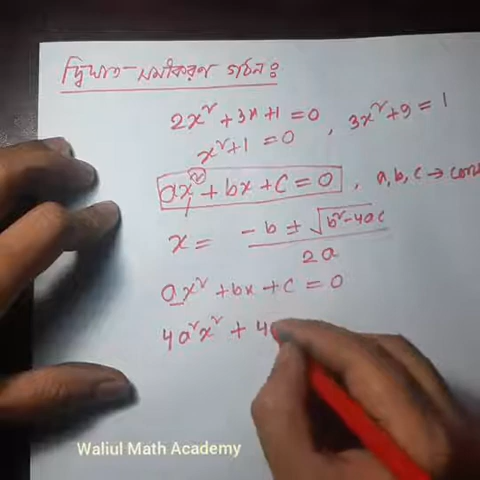 দ্বিঘাত-সমীকরণ গঠন ঃ
2x² + 3x + 1 = 0
x² + 1 = 0 , 3x² + 9 = 1
ax² + bx + c = 0 , a, b, c → con
x = (-b ± √(b² - 4ac)) / 2a
ax² + bx + c = 0
4a²x² + 4
Waliul Math Academy